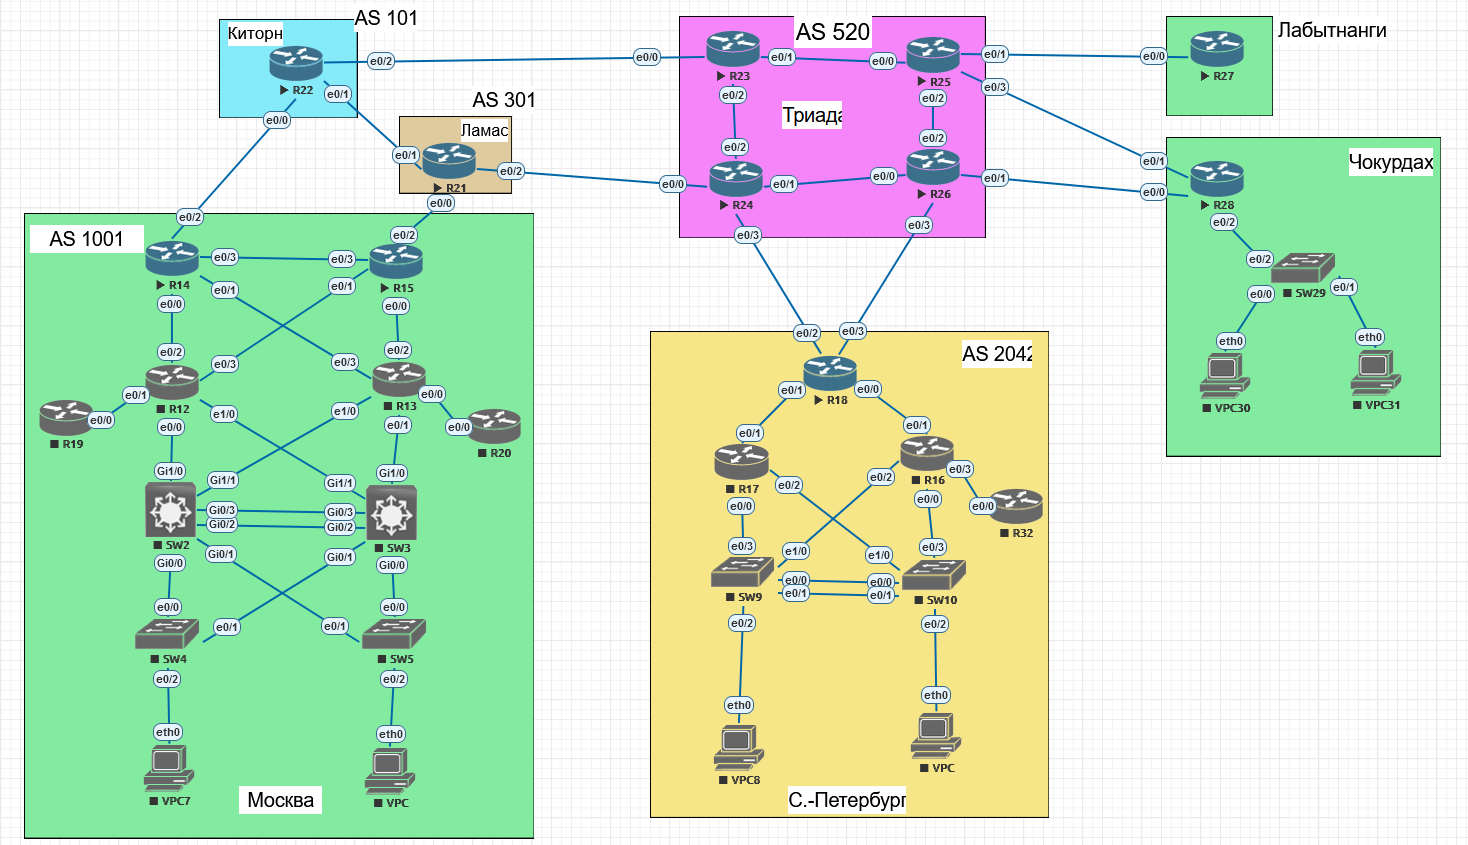 AS 101
Киторн
R22
e0/2
e0/1
e0/0
AS 301
Ламас
e0/1
R21
e0/2
e0/0
AS 520
e0/0
R23
e0/1
e0/2
e0/0
R25
e0/1
e0/3
e0/2
Триада
e0/2
e0/0
R24
e0/1
e0/3
e0/2
e0/0
R26
e0/1
e0/3
Лабытнанги
e0/0
R27
Чокурдах
e0/1
e0/0
R28
e0/2
e0/2
SW29
e0/0
e0/1
eth0
eth0
VPC30
VPC31
AS 1001
e0/2
e0/2
R14
e0/3
e0/3
R15
e0/0
e0/1
e0/1
e0/0
e0/2
e0/3
e0/3
e0/2
e0/1
R12
R13
e0/0
e0/0
R19
e0/0
R20
e0/0
e1/0
e1/0
e0/1
Gi1/0
Gi1/1
Gi1/1
Gi1/0
Gi0/3
Gi0/3
Gi0/2
Gi0/2
SW2
SW3
Gi0/1
Gi0/1
Gi0/0
Gi0/0
e0/0
e0/0
e0/1
e0/1
SW4
SW5
e0/2
e0/2
eth0
eth0
VPC7
VPC
Москва
AS 2042
e0/2
e0/3
R18
e0/1
e0/0
e0/1
e0/1
R17
R16
e0/2
e0/2
e0/3
e0/0
e0/0
e0/0
R32
e0/3
e1/0
e1/0
e0/3
e0/0
e0/0
e0/1
e0/1
SW9
SW10
e0/2
e0/2
eth0
eth0
VPC8
VPC
С.-Петербург